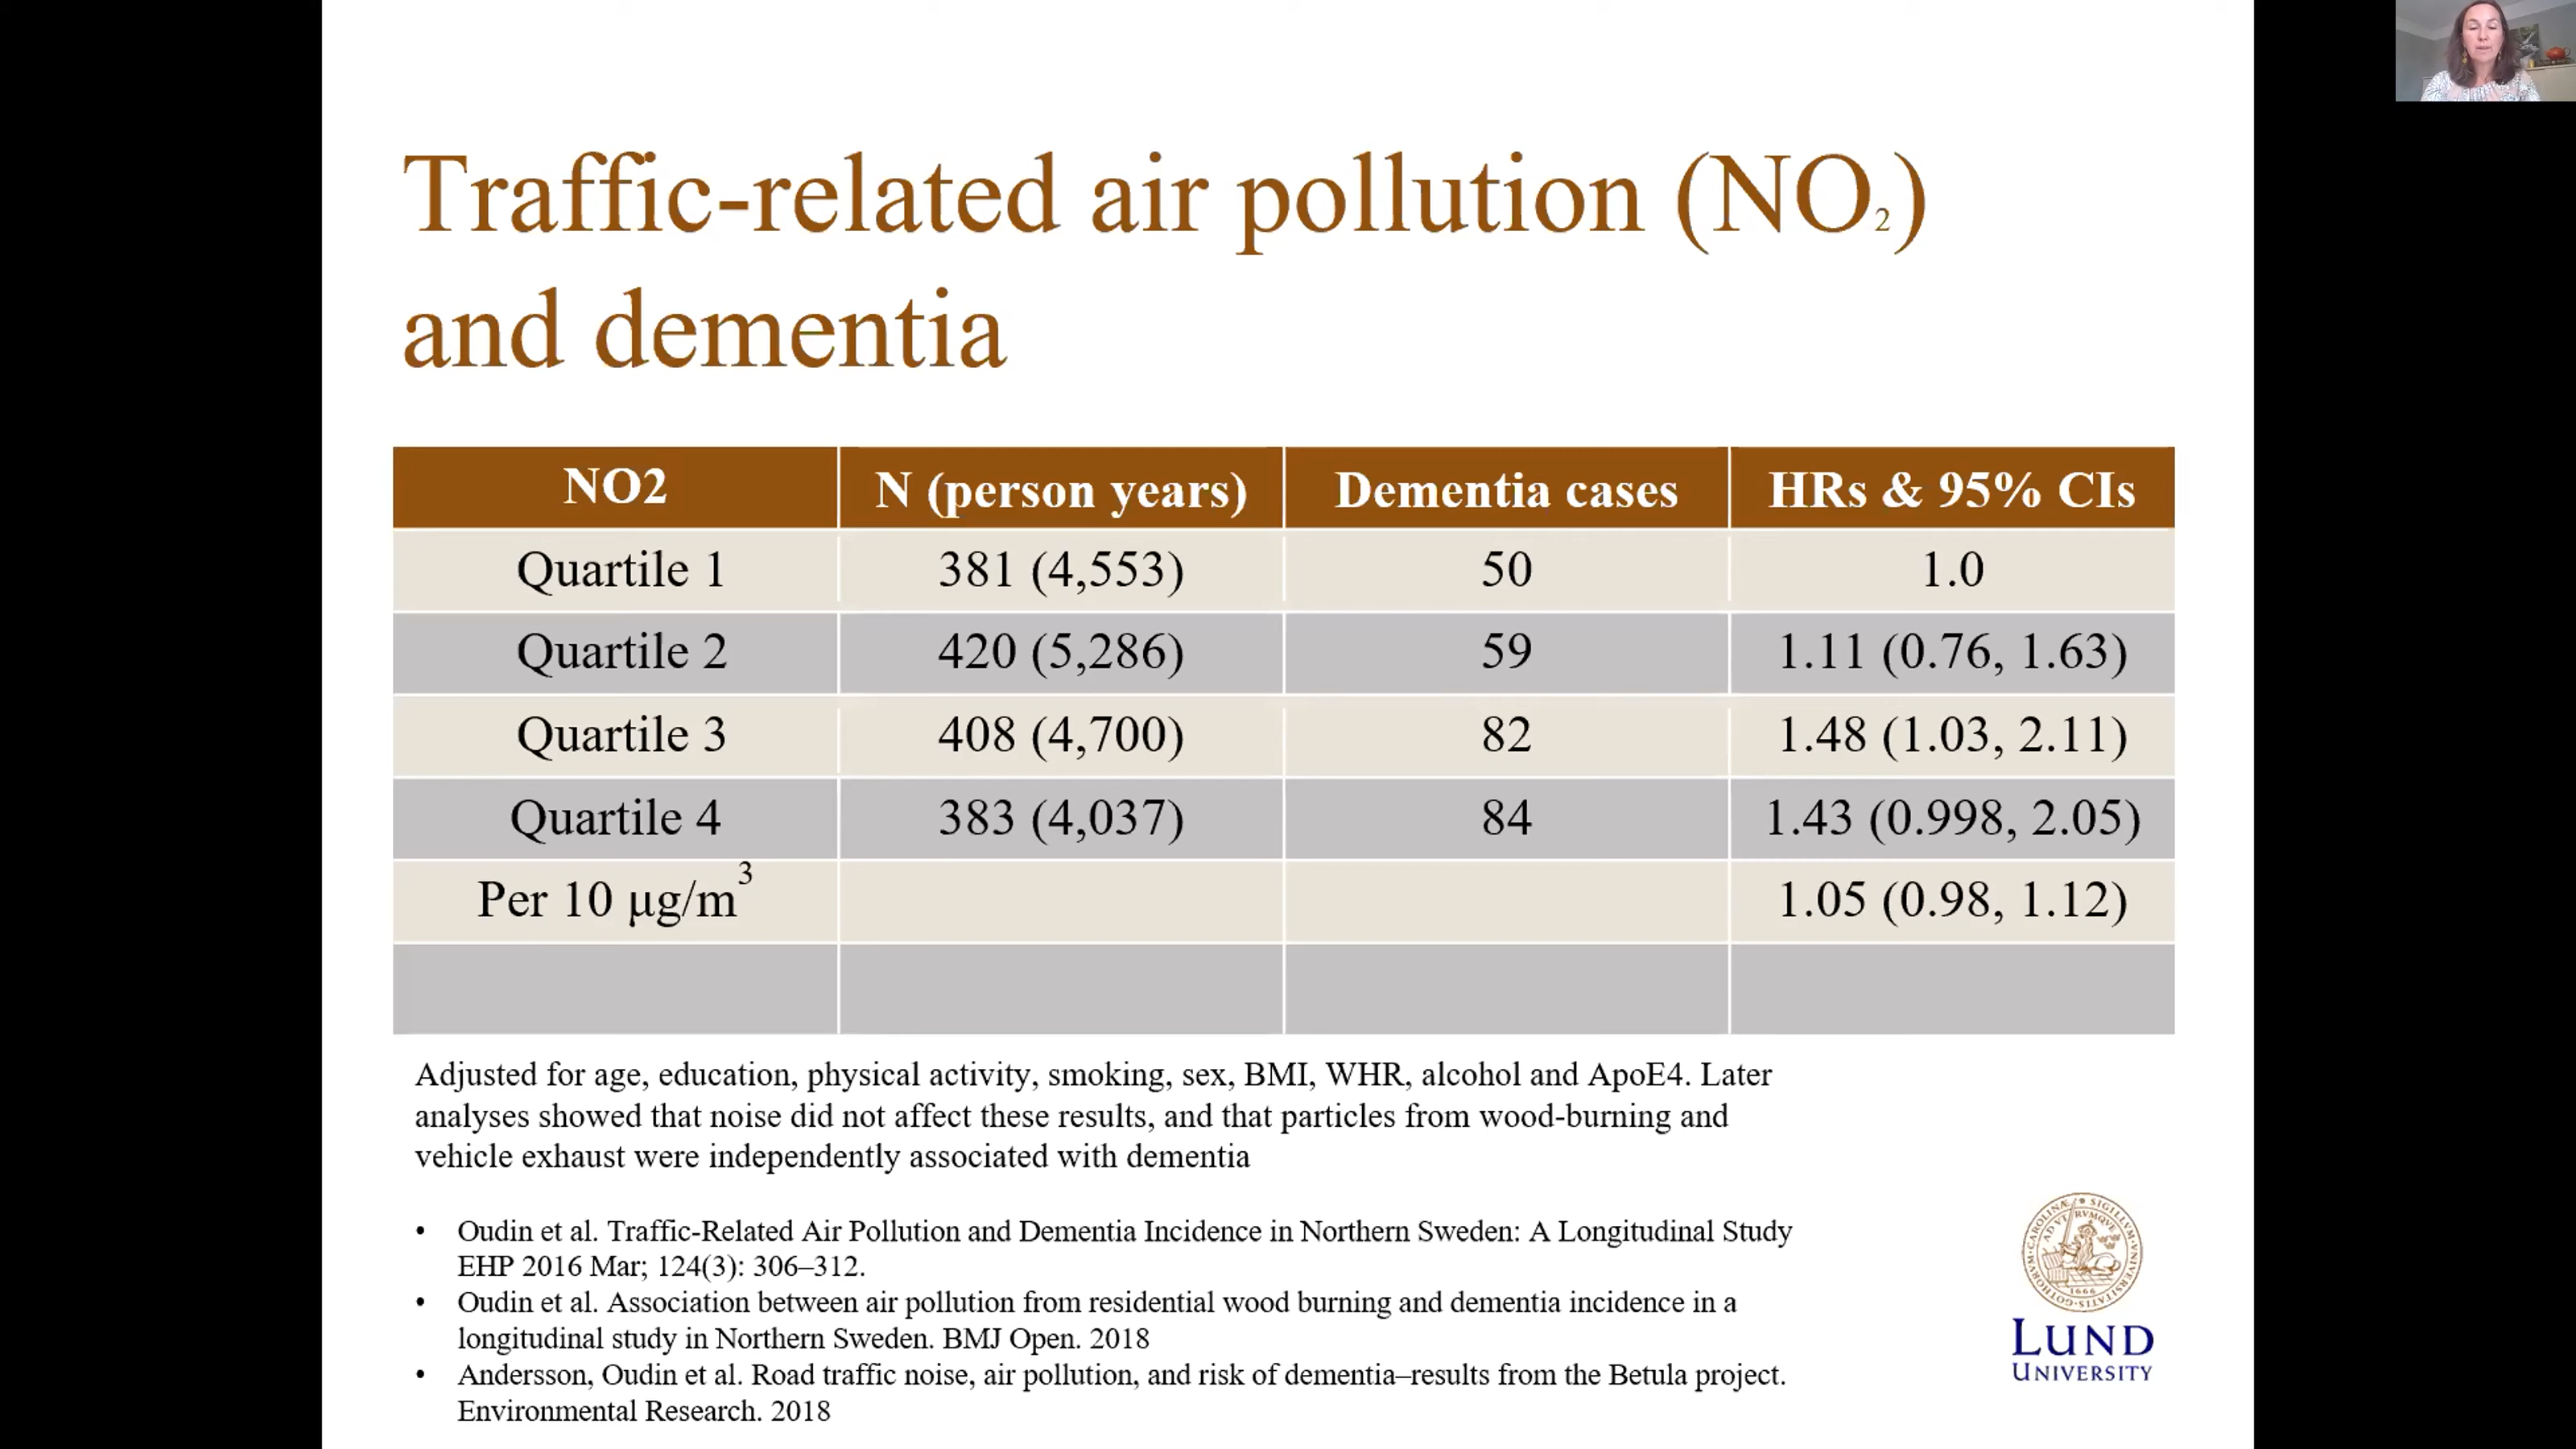 Traffic-related air pollution (NO₂)
and dementia
NO2 N (person years) Dementia cases HRs & 95% CIs
Quartile 1 381 (4,553) 50 1.0
Quartile 2 420 (5,286) 59 1.11 (0.76, 1.63)
Quartile 3 408 (4,700) 82 1.48 (1.03, 2.11)
Quartile 4 383 (4,037) 84 1.43 (0.998, 2.05)
Per 10 µg/m³ 1.05 (0.98, 1.12)
Adjusted for age, education, physical activity, smoking, sex, BMI, WHR, alcohol and ApoE4. Later
analyses showed that noise did not affect these results, and that particles from wood-burning and
vehicle exhaust were independently associated with dementia
• Oudin et al. Traffic-Related Air Pollution and Dementia Incidence in Northern Sweden: A Longitudinal Study
EHP 2016 Mar; 124(3): 306–312.
• Oudin et al. Association between air pollution from residential wood burning and dementia incidence in a
longitudinal study in Northern Sweden. BMJ Open. 2018
• Andersson, Oudin et al. Road traffic noise, air pollution, and risk of dementia–results from the Betula project.
Environmental Research. 2018
1666
LUND
UNIVERSITY